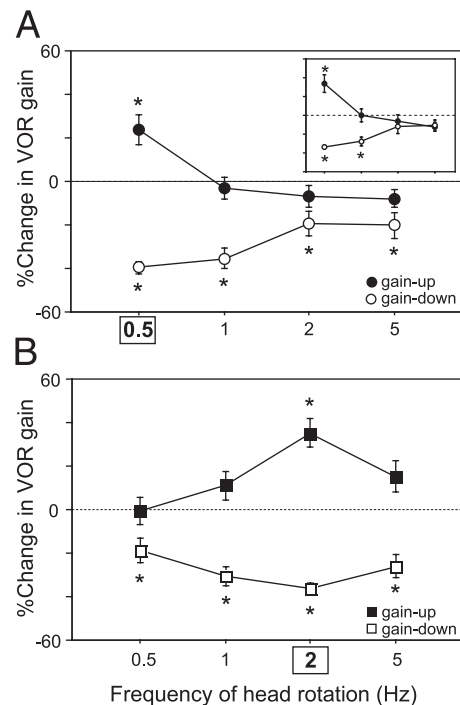 A
60
%Change in VOR gain
0
-60
*
*
*
*
*
*
*
*
gain-up
gain-down
0.5 1 2 5
B
60
%Change in VOR gain
0
-60
*
*
*
*
*
gain-up
gain-down
0.5 1 2 5
Frequency of head rotation (Hz)